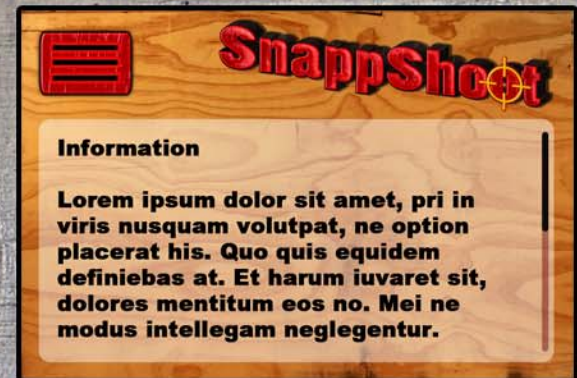 SnappShoot
Information
Lorem ipsum dolor sit amet, pri in
viris nusquam volutpat, ne option
placerat his. Quo quis equidem
definiebas at. Et harum iuvaret sit,
dolores mentitum eos no. Mei ne
modus intellegam neglegentur.